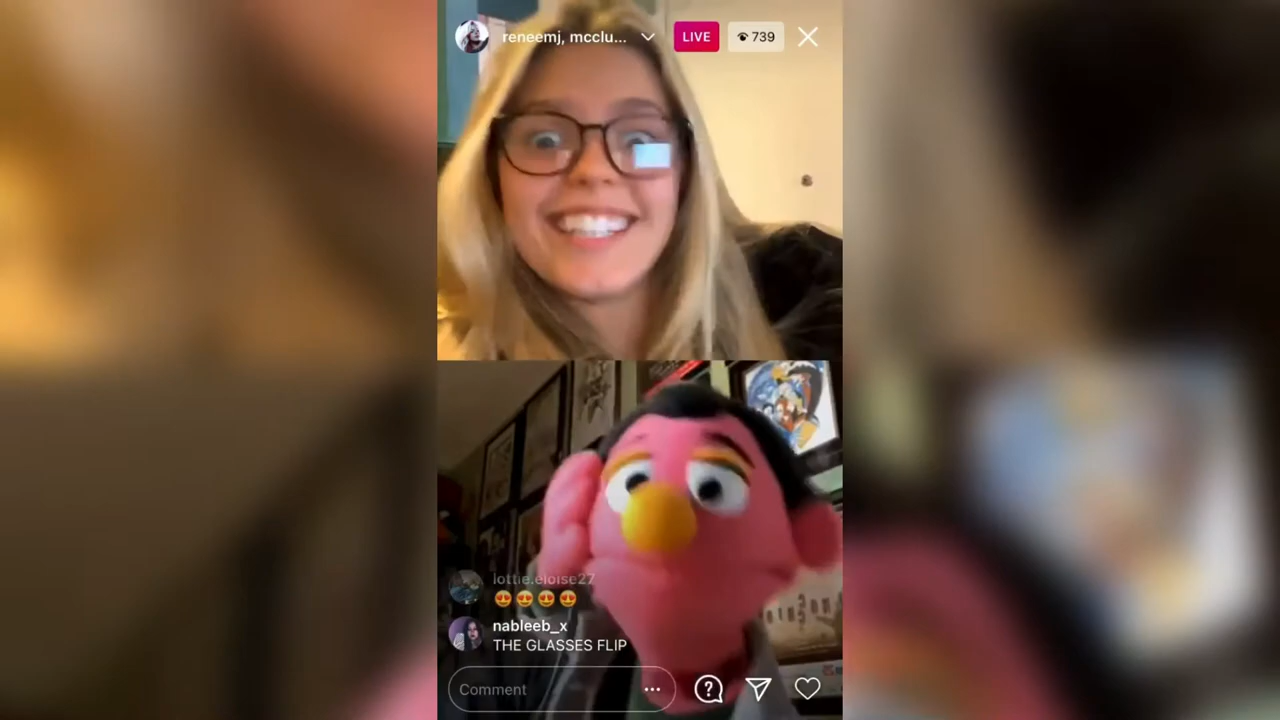 reneemj, mcclu...
LIVE
739
lottie.eloise27
😍😍😍😍
nableeb_x
THE GLASSES FLIP
Comment